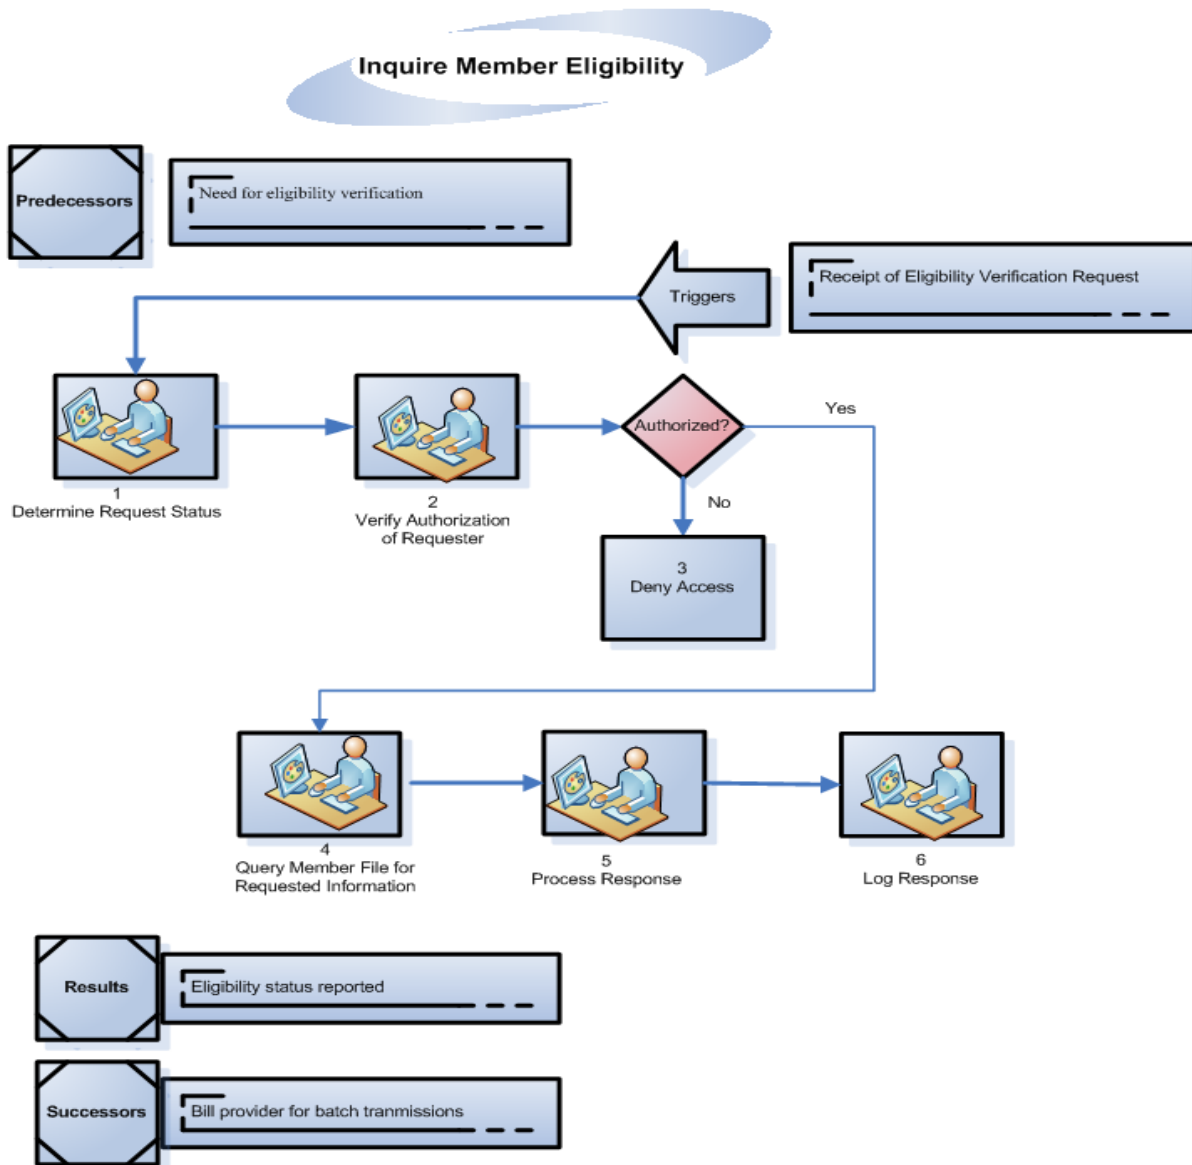 Inquire Member Eligibility
Predecessors
Need for eligibility verification
Triggers
Receipt of Eligibility Verification Request
1
Determine Request Status
2
Verify Authorization
of Requester
Authorized?
Yes
No
3
Deny Access
4
Query Member File for
Requested Information
5
Process Response
6
Log Response
Results
Eligibility status reported
Successors
Bill provider for batch tranmissions